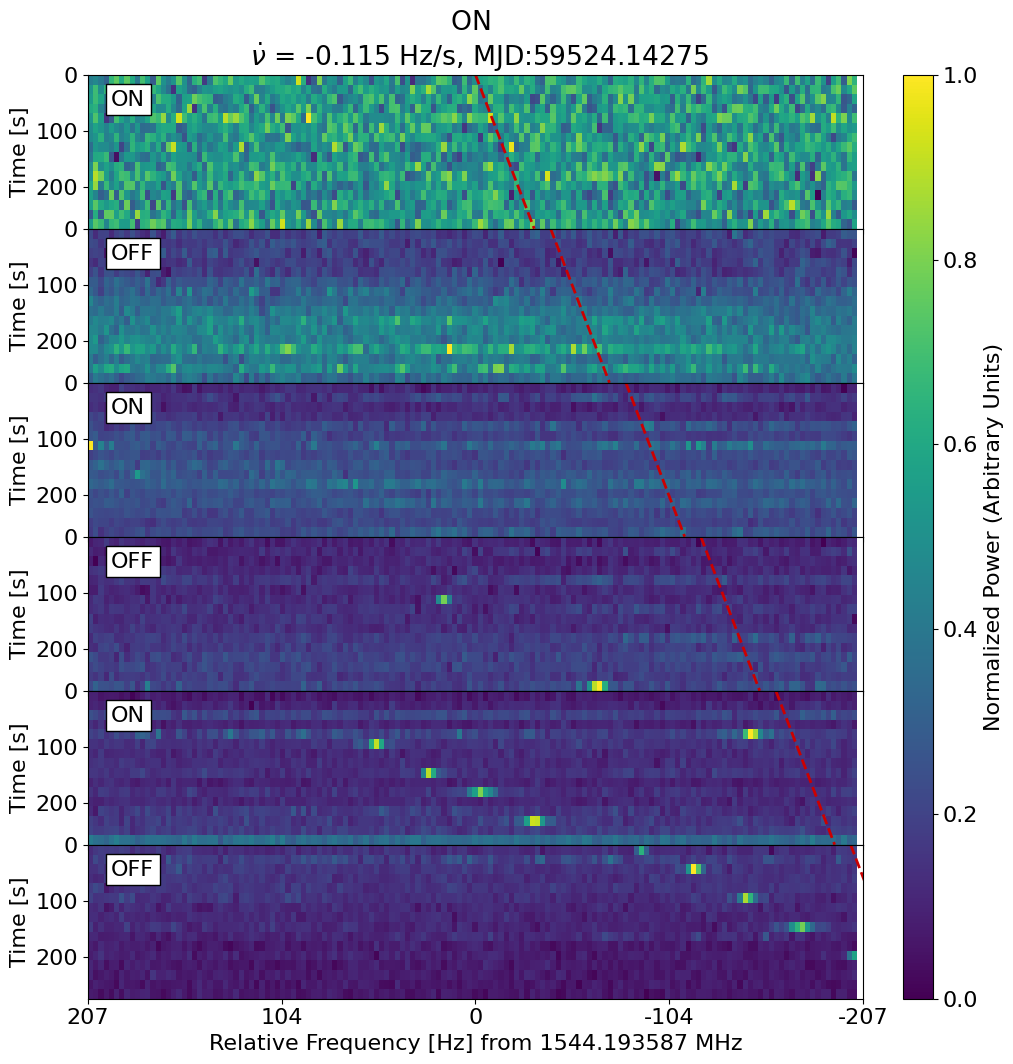 ON
ν̇ = -0.115 Hz/s, MJD:59524.14275
0
ON
100
200
Time [s]
0
OFF
100
200
Time [s]
0
ON
100
200
Time [s]
0
OFF
100
200
Time [s]
0
ON
100
200
Time [s]
0
OFF
100
200
Time [s]
207 104 0 -104 -207
Relative Frequency [Hz] from 1544.193587 MHz
1.0
0.8
0.6
0.4
0.2
0.0
Normalized Power (Arbitrary Units)